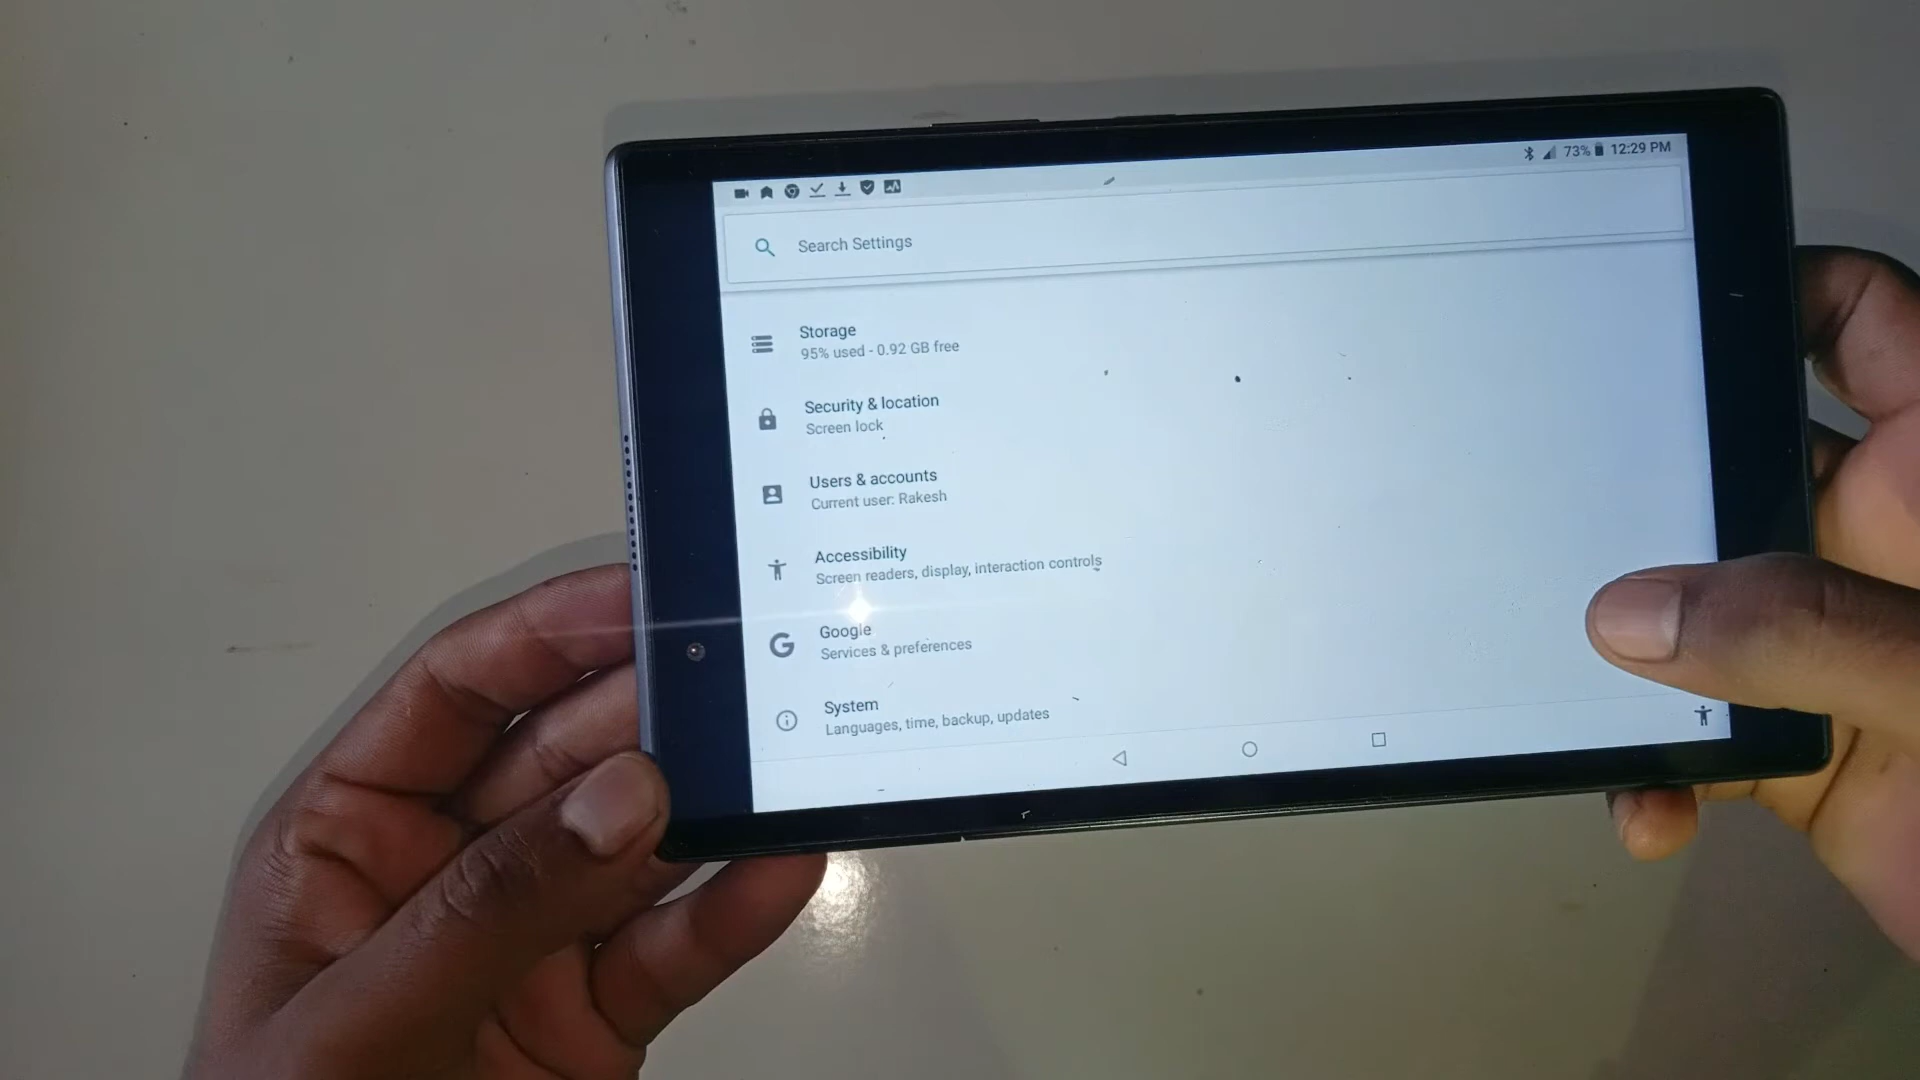 73% 12:29 PM
Search Settings
Storage
95% used - 0.92 GB free
Security & location
Screen lock
Users & accounts
Current user: Rakesh
Accessibility
Screen readers, display, interaction controls
Google
Services & preferences
System
Languages, time, backup, updates